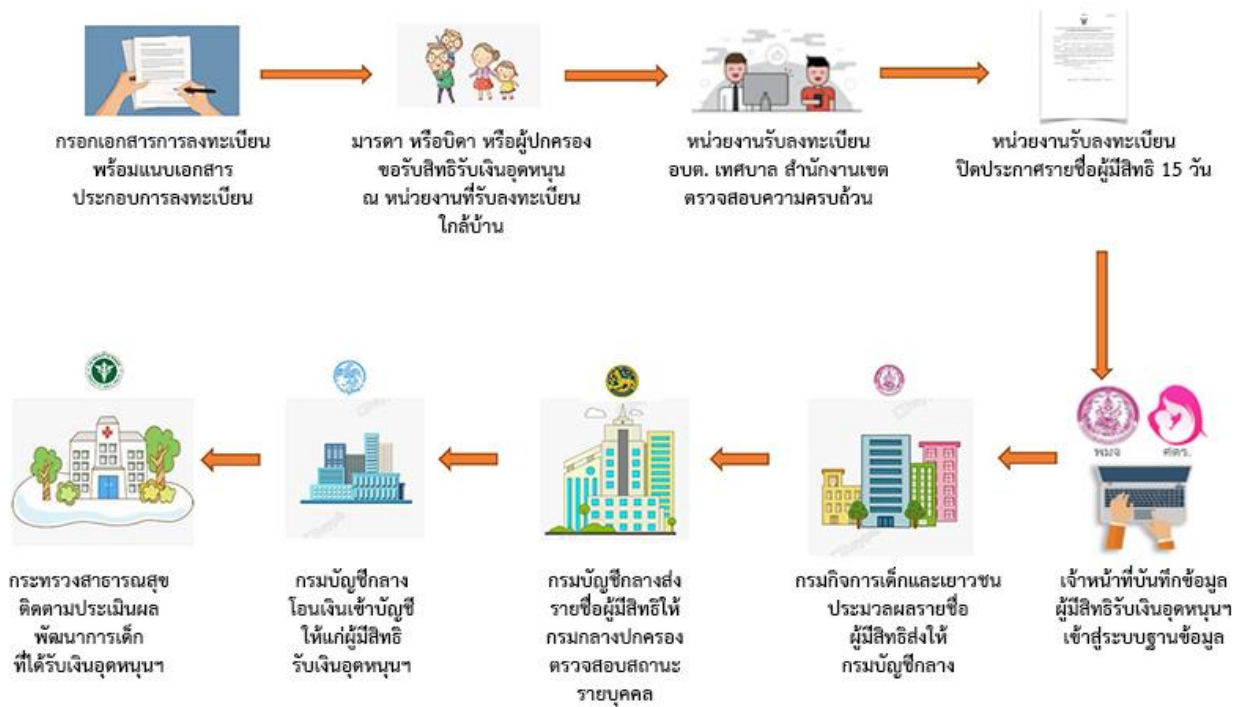 กรอกเอกสารการลงทะเบียน
พร้อมแนบเอกสาร
ประกอบการลงทะเบียน
มารดา หรือบิดา หรือผู้ปกครอง
ขอรับสิทธิรับเงินอุดหนุน
ณ หน่วยงานที่รับลงทะเบียน
ใกล้บ้าน
หน่วยงานรับลงทะเบียน
อบต. เทศบาล สำนักงานเขต
ตรวจสอบความครบถ้วน
หน่วยงานรับลงทะเบียน
ปิดประกาศรายชื่อผู้มีสิทธิ 15 วัน
พมจ
ศดร.
เจ้าหน้าที่บันทึกข้อมูล
ผู้มีสิทธิรับเงินอุดหนุนฯ
เข้าสู่ระบบฐานข้อมูล
กรมกิจการเด็กและเยาวชน
ประมวลผลรายชื่อ
ผู้มีสิทธิส่งให้
กรมบัญชีกลาง
กรมบัญชีกลางส่ง
รายชื่อผู้มีสิทธิให้
กรมกลางปกครอง
ตรวจสอบสถานะ
รายบุคคล
กรมบัญชีกลาง
โอนเงินเข้าบัญชี
ให้แก่ผู้มีสิทธิ
รับเงินอุดหนุนฯ
กระทรวงสาธารณสุข
ติดตามประเมินผล
พัฒนาการเด็ก
ที่ได้รับเงินอุดหนุนฯ